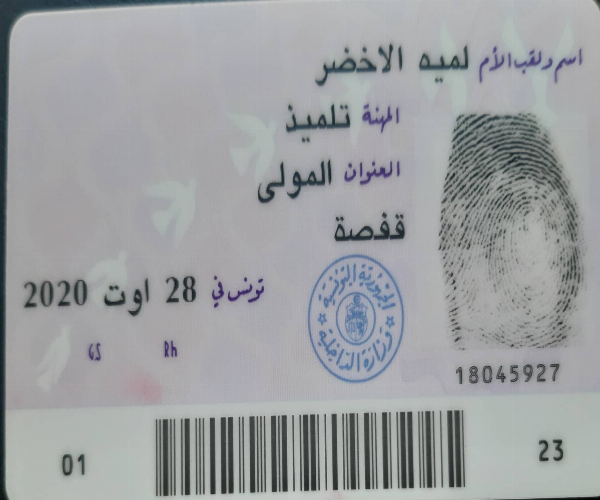 اسم ولقب الأم لميه الاخضر
المهنة تلميذ
العنوان المولى
قفصة
تونس في 28 اوت 2020
GS Rh
الجمهورية التونسية
وزارة الداخلية
18045927
01 23